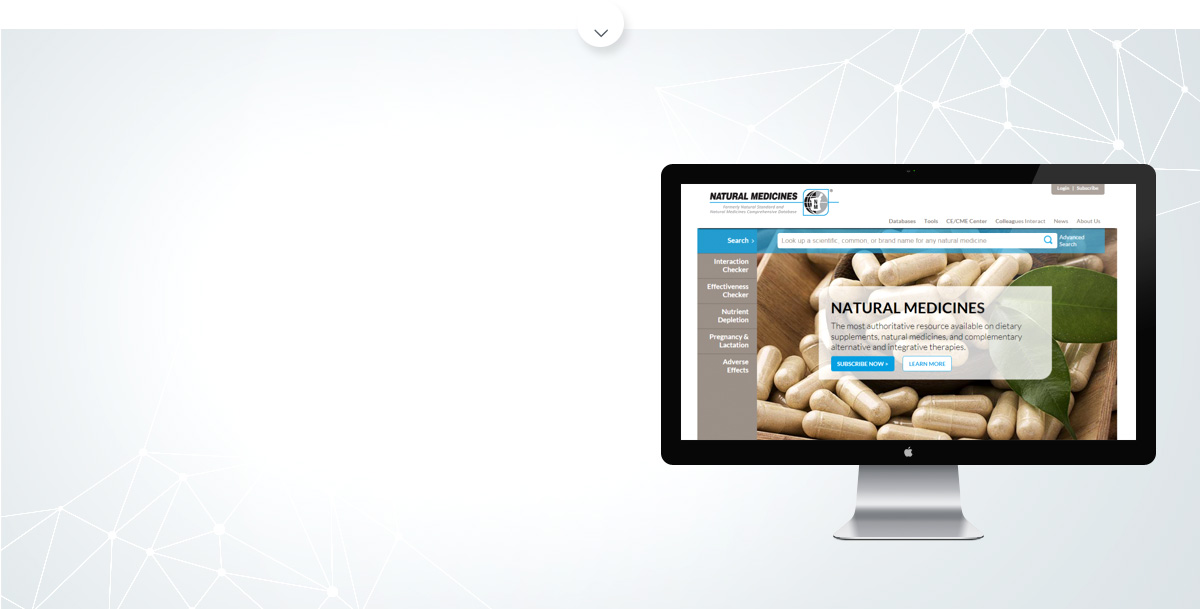 Login | Subscribe
NATURAL MEDICINES
Formerly Natural Standard and
Natural Medicines Comprehensive Database
Databases Tools CE/CME Center Colleagues Interact News About Us
Search ›
Look up a scientific, common, or brand name for any natural medicine
Advanced
Search
Interaction
Checker
Effectiveness
Checker
Nutrient
Depletion
Pregnancy &
Lactation
Adverse
Effects
NATURAL MEDICINES
The most authoritative resource available on dietary
supplements, natural medicines, and complementary
alternative and integrative therapies.
SUBSCRIBE NOW >
LEARN MORE